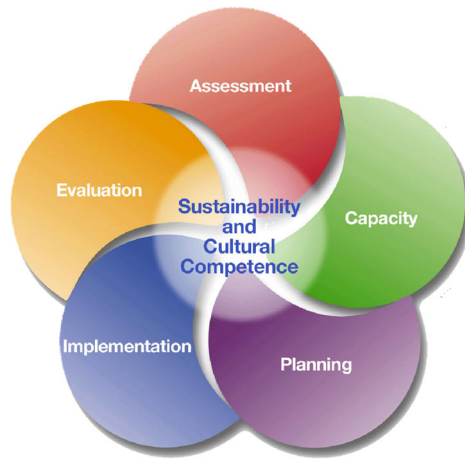 Assessment
Evaluation
Capacity
Sustainability
and
Cultural
Competence
Implementation
Planning